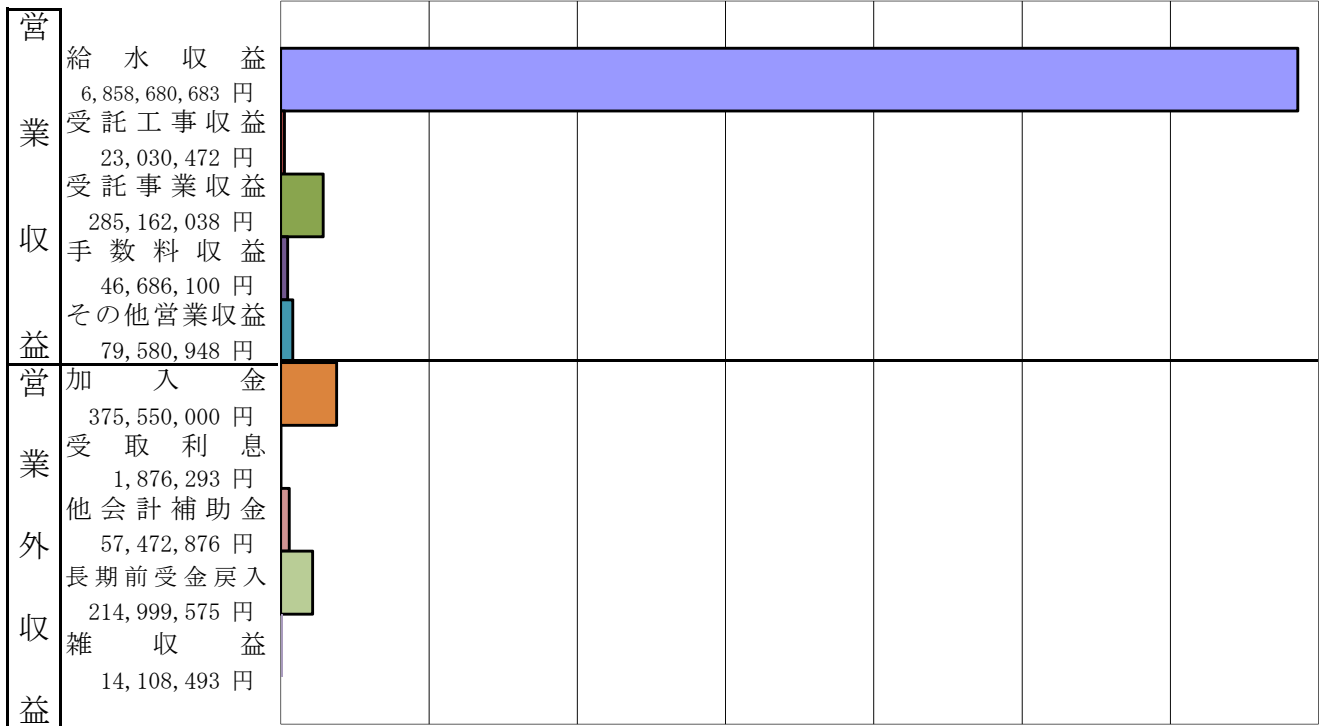 営業収益
給水収益
6,858,680,683 円
受託工事収益
23,030,472 円
受託事業収益
285,162,038 円
手数料収益
46,686,100 円
その他営業収益
79,580,948 円
営業外収益
加入金
375,550,000 円
受取利息
1,876,293 円
他会計補助金
57,472,876 円
長期前受金戻入
214,999,575 円
雑収益
14,108,493 円